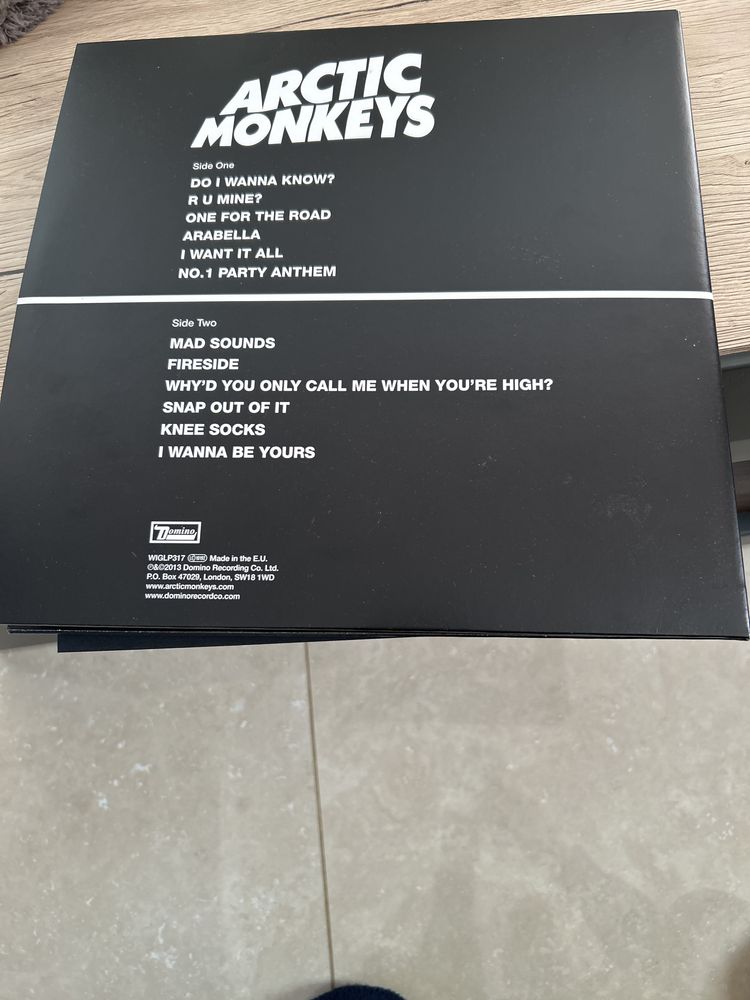 ARCTIC
MONKEYS
Side One
DO I WANNA KNOW?
R U MINE?
ONE FOR THE ROAD
ARABELLA
I WANT IT ALL
NO.1 PARTY ANTHEM
Side Two
MAD SOUNDS
FIRESIDE
WHY'D YOU ONLY CALL ME WHEN YOU'RE HIGH?
SNAP OUT OF IT
KNEE SOCKS
I WANNA BE YOURS
Domino
WIGLP317 Made in the E.U.
℗&©2013 Domino Recording Co. Ltd.
P.O. Box 47029, London, SW18 1WD
www.arcticmonkeys.com
www.dominorecordco.com